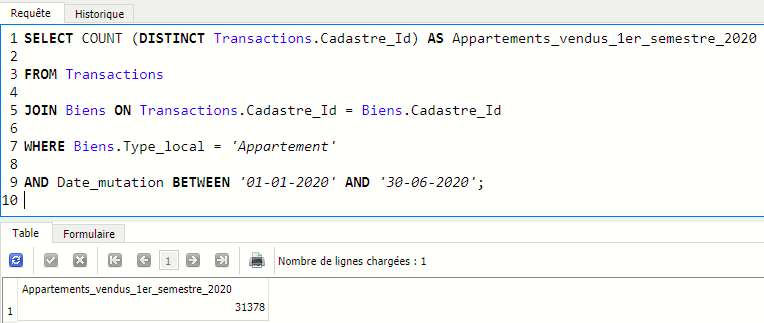 Requête Historique
1 SELECT COUNT (DISTINCT Transactions.Cadastre_Id) AS Appartements_vendus_1er_semestre_2020
2
3 FROM Transactions
4
5 JOIN Biens ON Transactions.Cadastre_Id = Biens.Cadastre_Id
6
7 WHERE Biens.Type_local = 'Appartement'
8
9 AND Date_mutation BETWEEN '01-01-2020' AND '30-06-2020';
10
Table Formulaire
1 Nombre de lignes chargées : 1
Appartements_vendus_1er_semestre_2020
1 31378